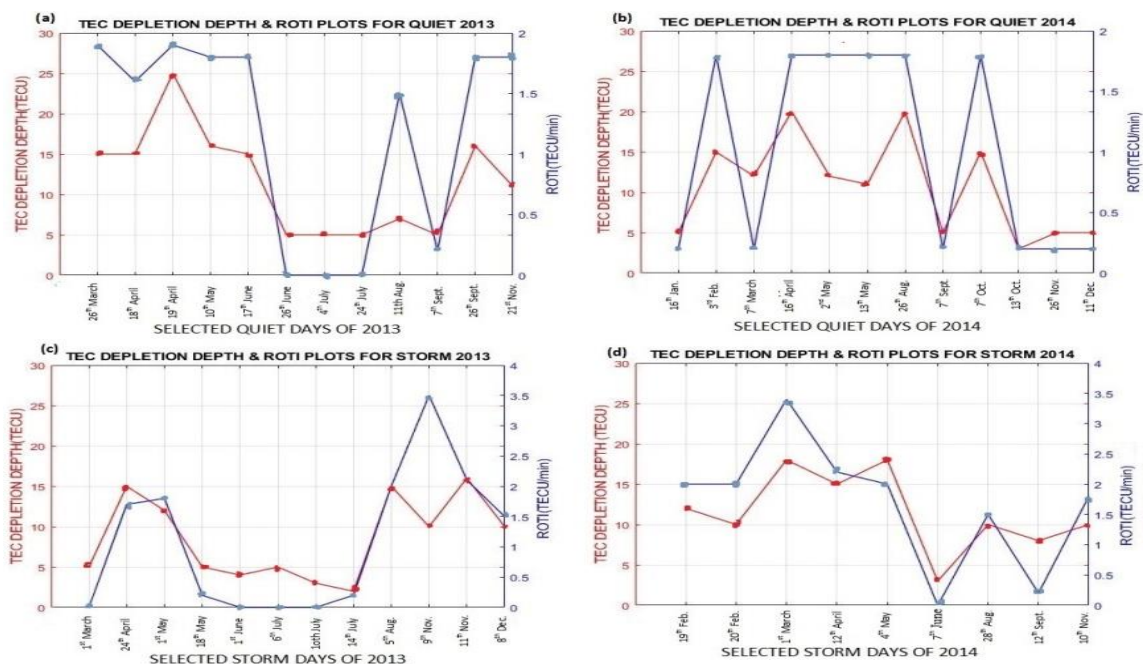 (a)
TEC DEPLETION DEPTH & ROTI PLOTS FOR QUIET 2013
TEC DEPLETION DEPTH(TECU)
30
25
20
15
10
5
0
2
1.5
1
0.5
0
ROTI(TECU/min)
26th March
18th April
19th April
10th May
17th June
26th June
4th July
24th July
11th Aug.
7th Sept.
26th Sept.
21st Nov.
SELECTED QUIET DAYS OF 2013
(b)
TEC DEPLETION DEPTH & ROTI PLOTS FOR QUIET 2014
TEC DEPLETION DEPTH (TECU)
30
25
20
15
10
5
0
2
1.5
1
0.5
0
ROTI(TECU/min)
16th Jan.
3rd Feb.
7th March
16th April
2nd May
13th May
26th Aug.
7th Sept.
7th Oct.
13th Oct.
26th Nov.
11th Dec.
SELECTED QUIET DAYS OF 2014
(c)
TEC DEPLETION DEPTH & ROTI PLOTS FOR STORM 2013
TEC DEPLETION DEPTH(TECU)
30
25
20
15
10
5
0
4
3.5
3
2.5
2
1.5
1
0.5
0
ROTI(TECU/min)
1st March
24th April
1st May
18th May
1st June
6th July
10oth July
14th July
5th Aug.
9th Nov.
11th Nov.
8th Dec.
SELECTED STORM DAYS OF 2013
(d)
TEC DEPLETION DEPTH & ROTI PLOTS FOR STORM 2014
TEC DEPLETION DEPTH (TECU)
30
25
20
15
10
5
0
4
3.5
3
2.5
2
1.5
1
0.5
0
ROTI(TECU/min)
19th Feb.
20th Feb.
1st March
12th April
4th May
7th June
28th Aug.
12th Sept.
10th Nov.
SELECTED STORM DAYS OF 2014